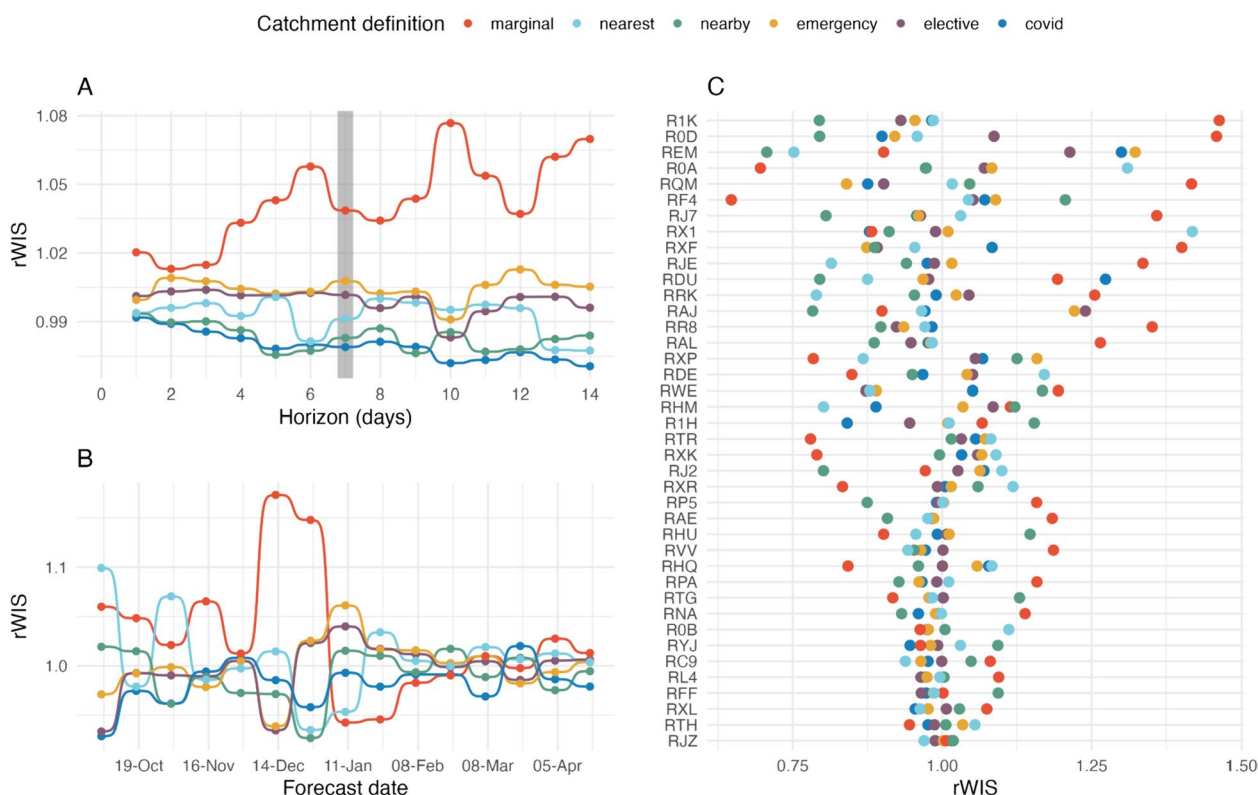 Catchment definition marginal nearest nearby emergency elective covid
A
1.08
1.05
1.02
0.99
rWIS
0 2 4 6 8 10 12 14
Horizon (days)
B
1.1
1.0
rWIS
19-Oct 16-Nov 14-Dec 11-Jan 08-Feb 08-Mar 05-Apr
Forecast date
C
R1K
R0D
REM
R0A
RQM
RF4
RJ7
RX1
RXF
RJE
RDU
RRK
RAJ
RR8
RAL
RXP
RDE
RWE
RHM
R1H
RTR
RXK
RJ2
RXR
RP5
RAE
RHU
RVV
RHQ
RPA
RTG
RNA
R0B
RYJ
RC9
RL4
RFF
RXL
RTH
RJZ
0.75 1.00 1.25 1.50
rWIS